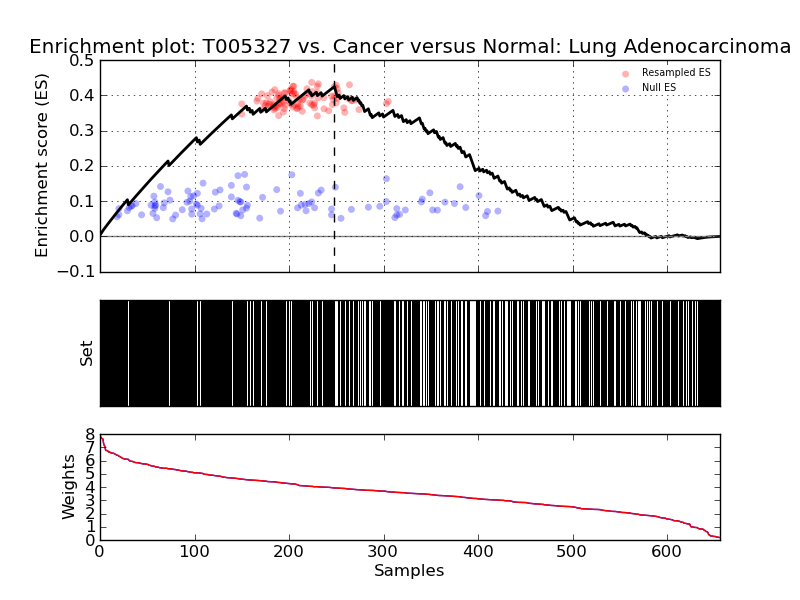 Enrichment plot: T005327 vs. Cancer versus Normal: Lung Adenocarcinoma
Enrichment score (ES)
0.5
0.4
0.3
0.2
0.1
0.0
−0.1
Resampled ES
Null ES
Set
Weights
8
7
6
5
4
3
2
1
0
0 100 200 300 400 500 600
Samples